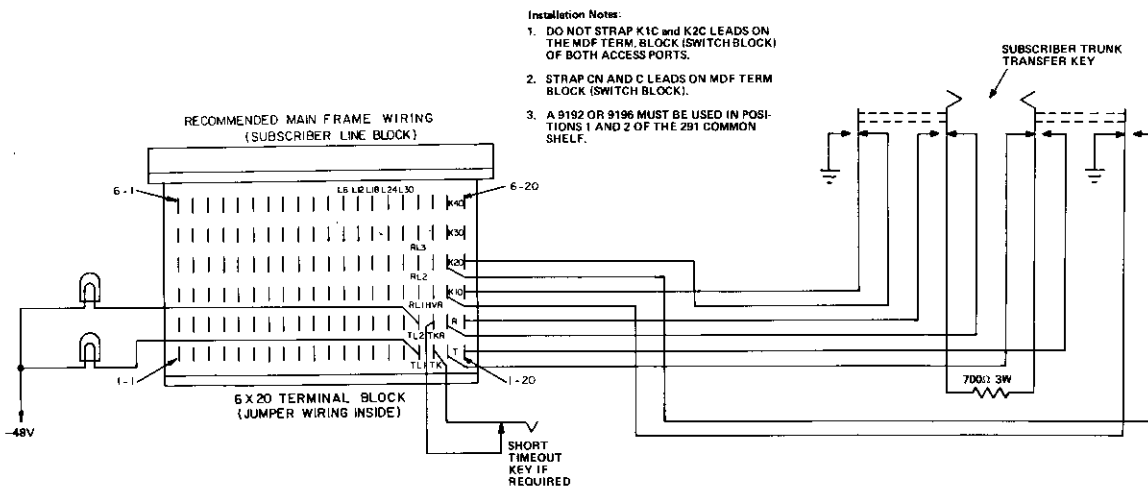 Installation Notes:
1. DO NOT STRAP K1C and K2C LEADS ON
THE MDF TERM. BLOCK (SWITCH BLOCK)
OF BOTH ACCESS PORTS.
2. STRAP CN AND C LEADS ON MDF TERM
BLOCK (SWITCH BLOCK).
3. A 9192 OR 9196 MUST BE USED IN POSI-
TIONS 1 AND 2 OF THE 291 COMMON
SHELF.
SUBSCRIBER TRUNK
TRANSFER KEY
RECOMMENDED MAIN FRAME WIRING
(SUBSCRIBER LINE BLOCK)
6-1
L6 L12 L18 L24 L30
6-20
K40
K30
RL3
K20
RL2
K10
RL1 HVR
R
TL2 TKR
T
TL1 TK
1-1
1-20
6X20 TERMINAL BLOCK
(JUMPER WIRING INSIDE)
-48V
700Ω 3W
SHORT
TIMEOUT
KEY IF
REQUIRED